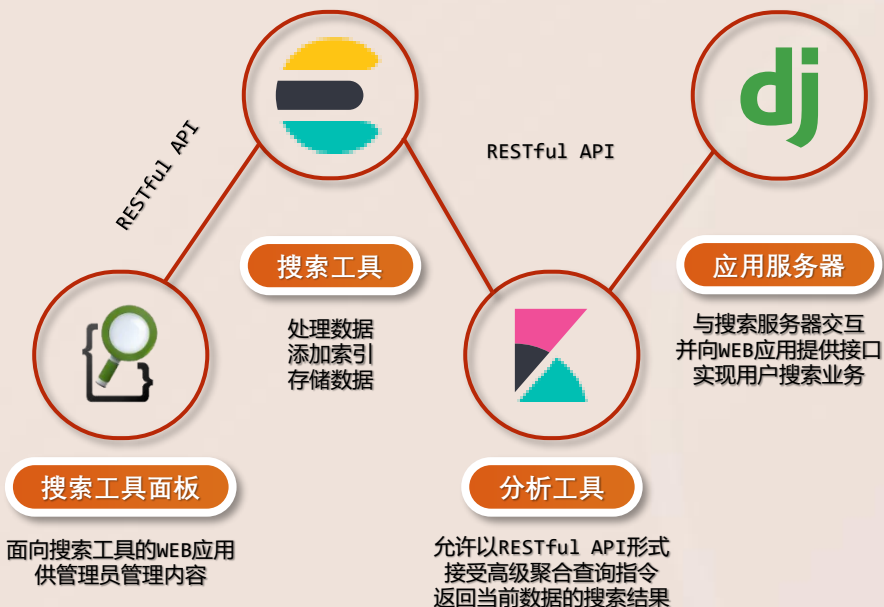 RESTful API
RESTful API
dj
搜索工具
处理数据
添加索引
存储数据
应用服务器
与搜索服务器交互
并向WEB应用提供接口
实现用户搜索业务
搜索工具面板
面向搜索工具的WEB应用
供管理员管理内容
分析工具
允许以RESTful API形式
接受高级聚合查询指令
返回当前数据的搜索结果